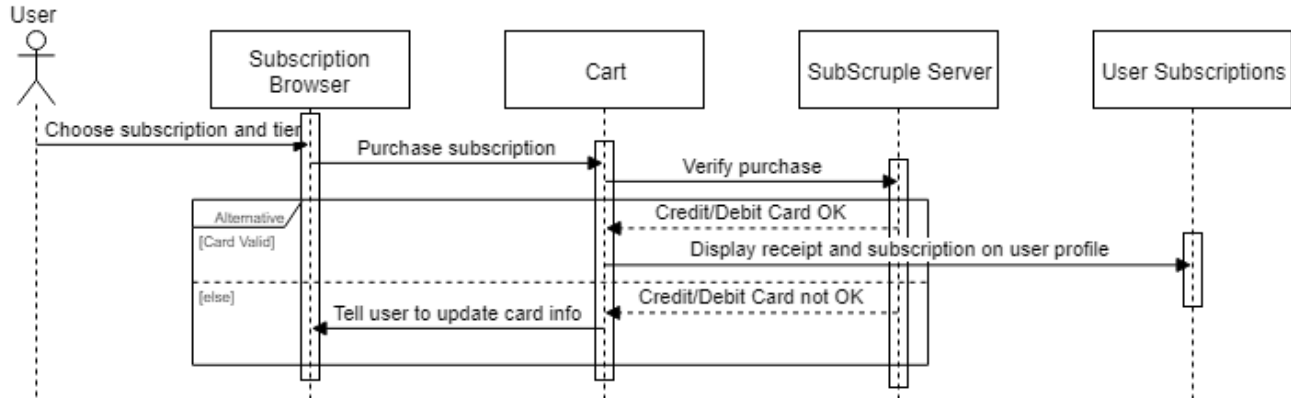 User
Subscription
Browser
Cart
SubScruple Server
User Subscriptions
Choose subscription and tier
Purchase subscription
Verify purchase
Alternative
Credit/Debit Card OK
[Card Valid]
Display receipt and subscription on user profile
[else]
Credit/Debit Card not OK
Tell user to update card info